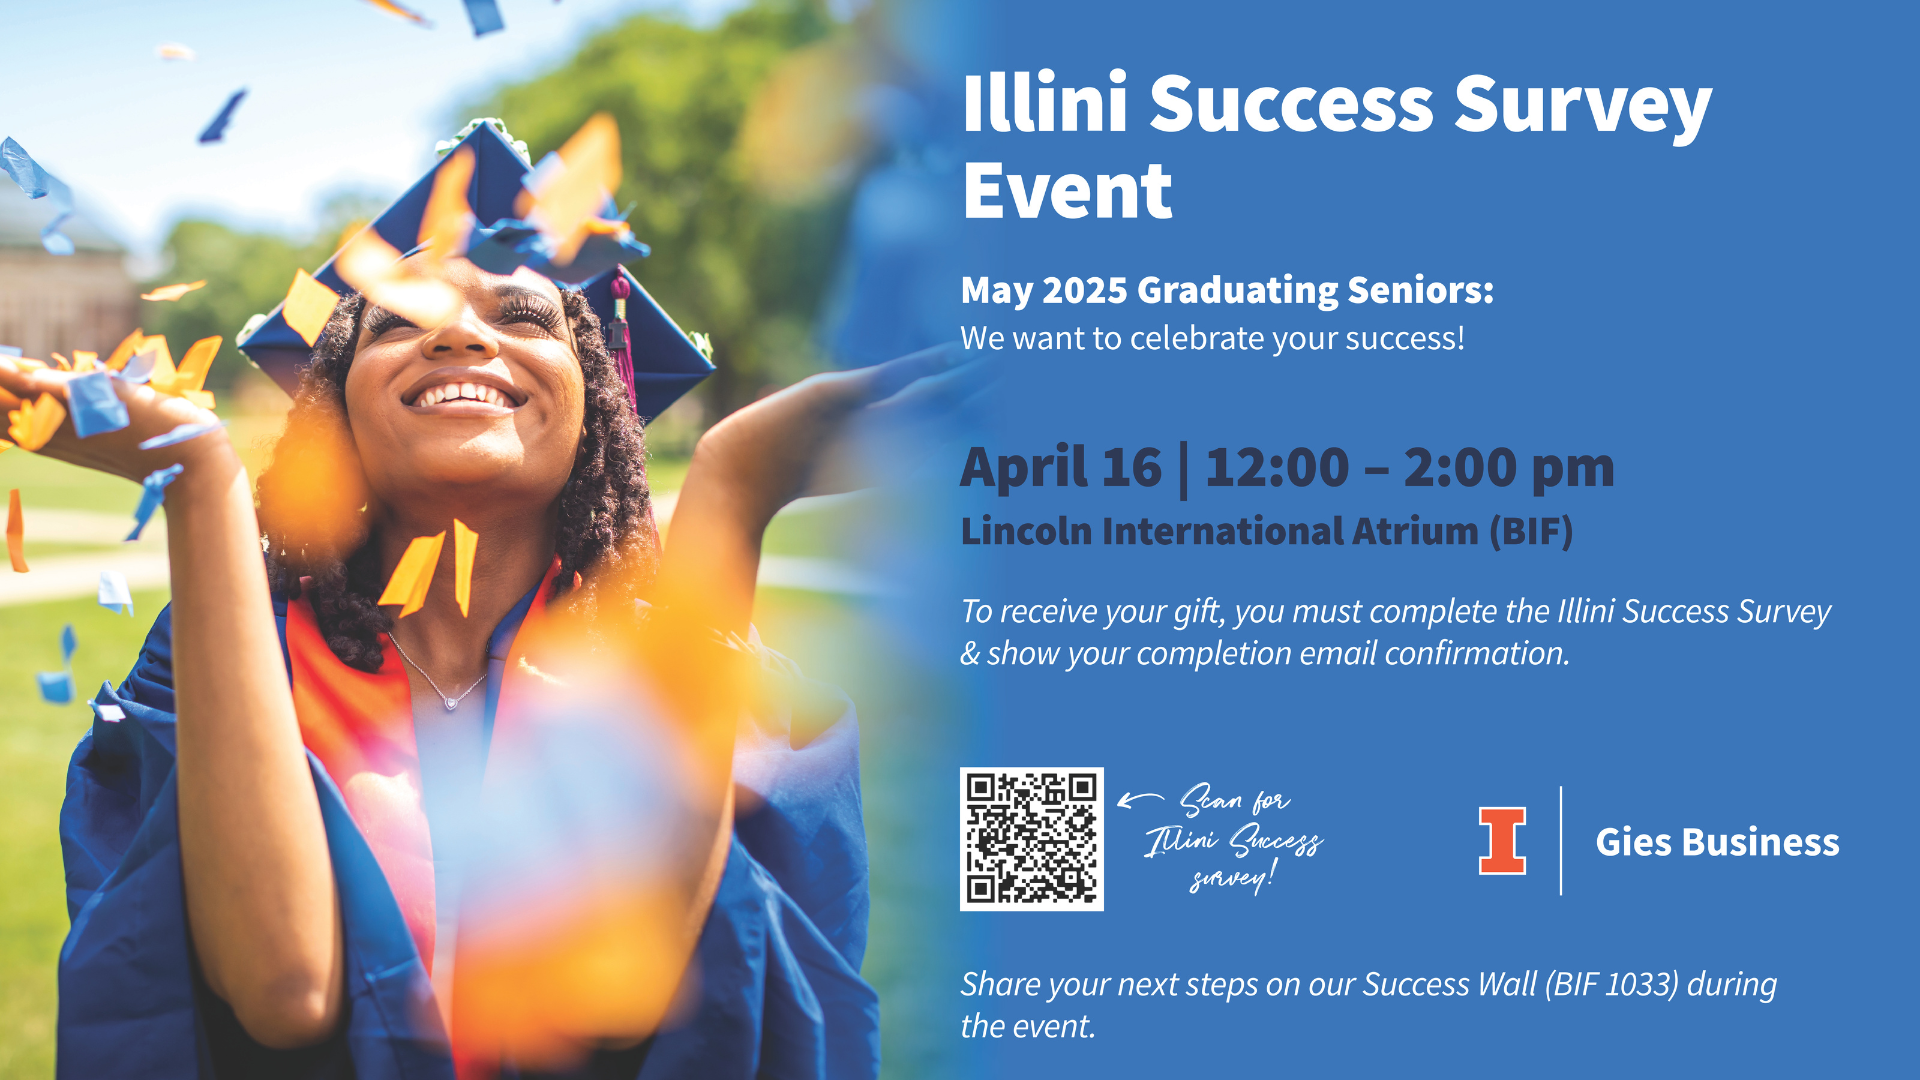 Illini Success Survey
Event
May 2025 Graduating Seniors:
We want to celebrate your success!
April 16 | 12:00 – 2:00 pm
Lincoln International Atrium (BIF)
To receive your gift, you must complete the Illini Success Survey
& show your completion email confirmation.
Scan for
Illini Success
survey!
I
Gies Business
Share your next steps on our Success Wall (BIF 1033) during
the event.